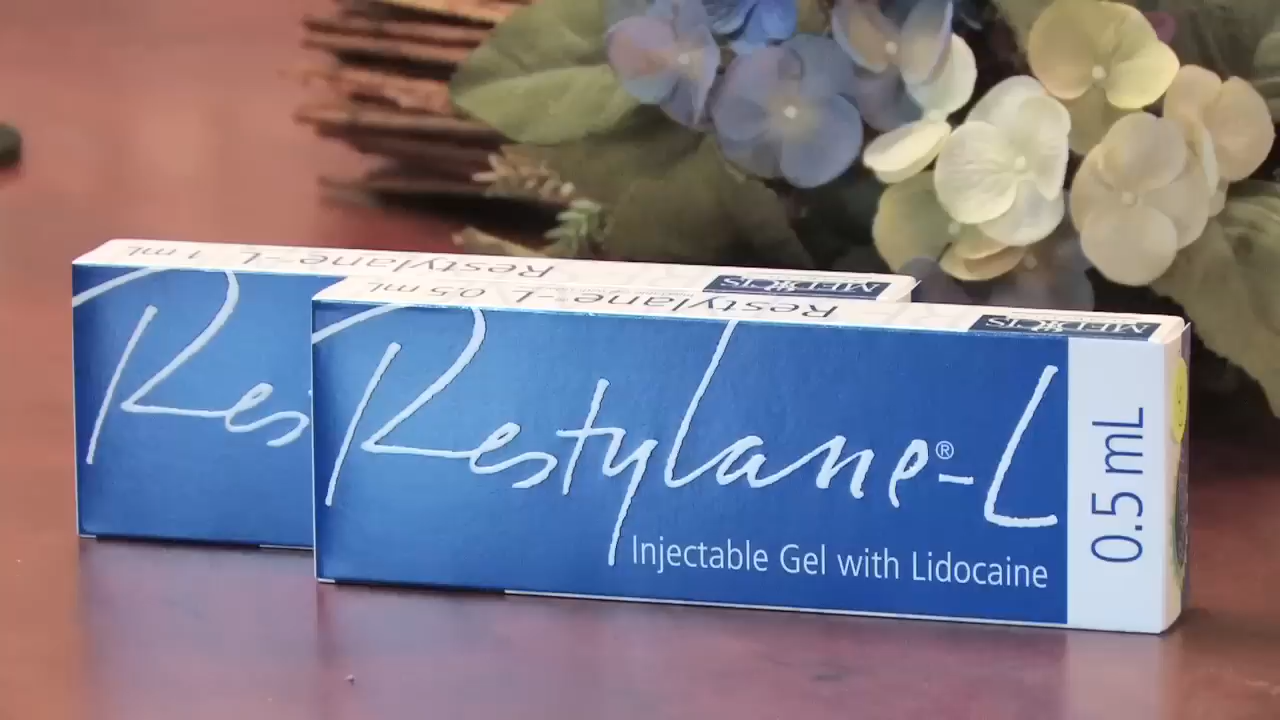 Restylane-L 1 mL
MEDICIS
Restylane-L 0.5 mL
MEDICIS
Res
Restylane®-L
Injectable Gel with Lidocaine
0.5 mL